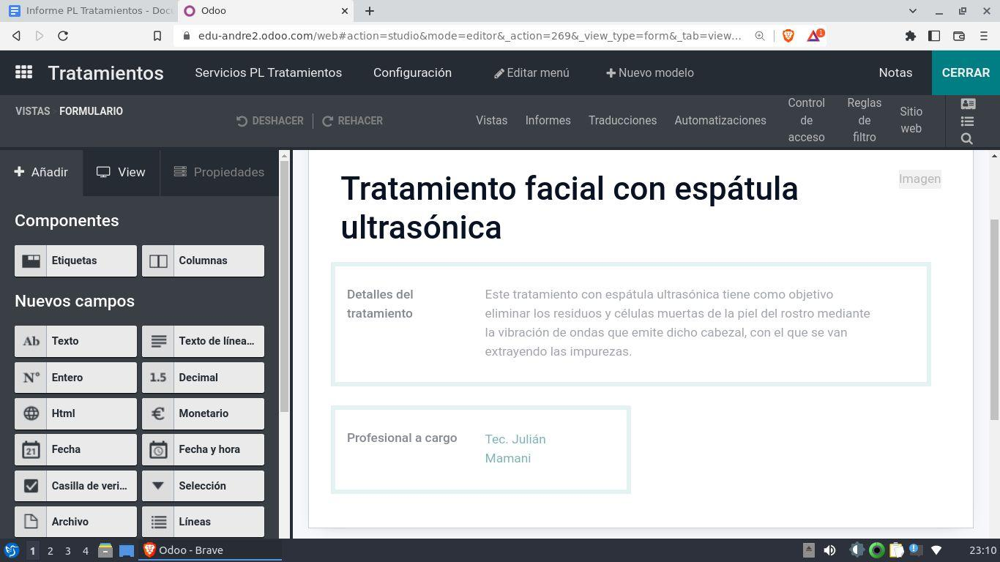 Informe PL Tratamientos - Doc
Odoo
edu-andre2.odoo.com/web#action=studio&mode=editor&_action=269&_view_type=form&_tab=view...
1
Tratamientos
Servicios PL Tratamientos
Configuración
Editar menú
Nuevo modelo
Notas
CERRAR
VISTAS
FORMULARIO
DESHACER
REHACER
Vistas
Informes
Traducciones
Automatizaciones
Control
de
acceso
Reglas
de
filtro
Sitio
web
Añadir
View
Propiedades
Componentes
Etiquetas
Columnas
Nuevos campos
Ab Texto
Texto de línea...
N° Entero
1.5 Decimal
Html
€ Monetario
21 Fecha
Fecha y hora
Casilla de veri...
Selección
Archivo
Líneas
Tratamiento facial con espátula
ultrasónica
Imagen
Detalles del
tratamiento
Este tratamiento con espátula ultrasónica tiene como objetivo
eliminar los residuos y células muertas de la piel del rostro mediante
la vibración de ondas que emite dicho cabezal, con el que se van
extrayendo las impurezas.
Profesional a cargo
Tec. Julián
Mamani
1 2 3 4
Odoo - Brave
23:10